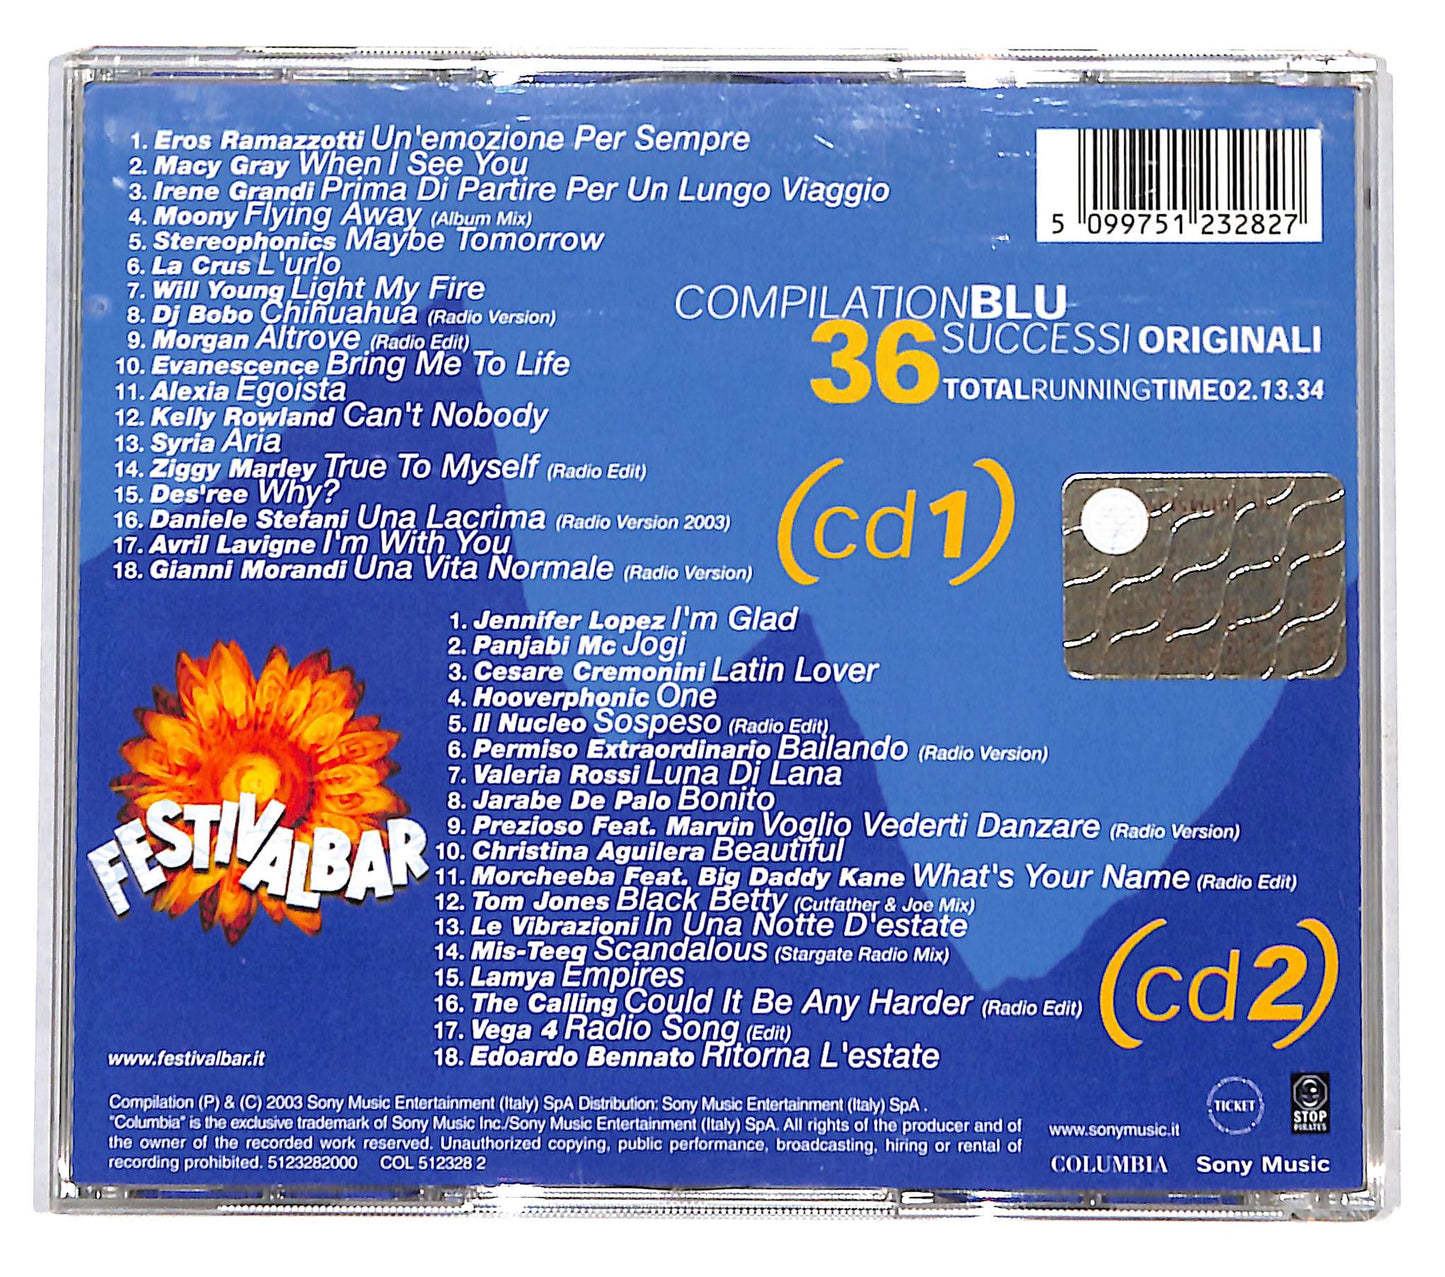 1. Eros Ramazzotti Un'emozione Per Sempre
2. Macy Gray When I See You
3. Irene Grandi Prima Di Partire Per Un Lungo Viaggio
4. Moony Flying Away (Album Mix)
5. Stereophonics Maybe Tomorrow
6. La Crus L'urlo
7. Will Young Light My Fire
8. Dj Bobo Chihuahua (Radio Version)
9. Morgan Altrove (Radio Edit)
10. Evanescence Bring Me To Life
11. Alexia Egoista
12. Kelly Rowland Can't Nobody
13. Syria Aria
14. Ziggy Marley True To Myself (Radio Edit)
15. Des'ree Why?
16. Daniele Stefani Una Lacrima (Radio Version 2003)
17. Avril Lavigne I'm With You
18. Gianni Morandi Una Vita Normale (Radio Version)
5 099751 232827
COMPILATIONBLU
36 SUCCESSI ORIGINALI
TOTALRUNNINGTIME02.13.34
(cd1)
1. Jennifer Lopez I'm Glad
2. Panjabi Mc Jogi
3. Cesare Cremonini Latin Lover
4. Hooverphonic One
5. Il Nucleo Sospeso (Radio Edit)
6. Permiso Extraordinario Bailando (Radio Version)
7. Valeria Rossi Luna Di Lana
8. Jarabe De Palo Bonito
9. Prezioso Feat. Marvin Voglio Vederti Danzare (Radio Version)
10. Christina Aguilera Beautiful
11. Morcheeba Feat. Big Daddy Kane What's Your Name (Radio Edit)
12. Tom Jones Black Betty (Cutfather & Joe Mix)
13. Le Vibrazioni In Una Notte D'estate
14. Mis-Teeq Scandalous (Stargate Radio Mix)
15. Lamya Empires
16. The Calling Could It Be Any Harder (Radio Edit)
17. Vega 4 Radio Song (Edit)
18. Edoardo Bennato Ritorna L'estate
(cd2)
FESTIVALBAR
www.festivalbar.it
Compilation (P) & (C) 2003 Sony Music Entertainment (Italy) SpA Distribution: Sony Music Entertainment (Italy) SpA .
"Columbia" is the exclusive trademark of Sony Music Inc./Sony Music Entertainment (Italy) SpA. All rights of the producer and of
the owner of the recorded work reserved. Unauthorized copying, public performance, broadcasting, hiring or rental of
recording prohibited. 5123282000 COL 512328 2
TICKET
STOP
PIRATES
www.sonymusic.it
COLUMBIA Sony Music